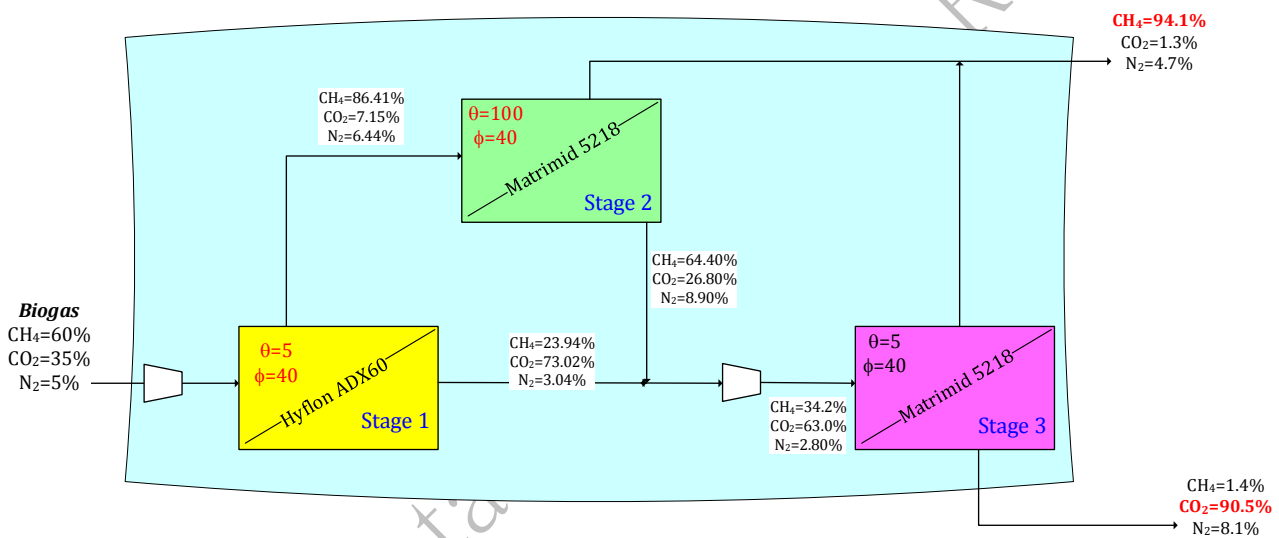 CH₄=94.1%
CO₂=1.3%
N₂=4.7%
CH₄=86.41%
CO₂=7.15%
N₂=6.44%
θ=100
ϕ=40
Matrimid 5218
Stage 2
CH₄=64.40%
CO₂=26.80%
N₂=8.90%
Biogas
CH₄=60%
CO₂=35%
N₂=5%
θ=5
ϕ=40
Hyflon ADX60
Stage 1
CH₄=23.94%
CO₂=73.02%
N₂=3.04%
CH₄=34.2%
CO₂=63.0%
N₂=2.80%
θ=5
ϕ=40
Matrimid 5218
Stage 3
CH₄=1.4%
CO₂=90.5%
N₂=8.1%